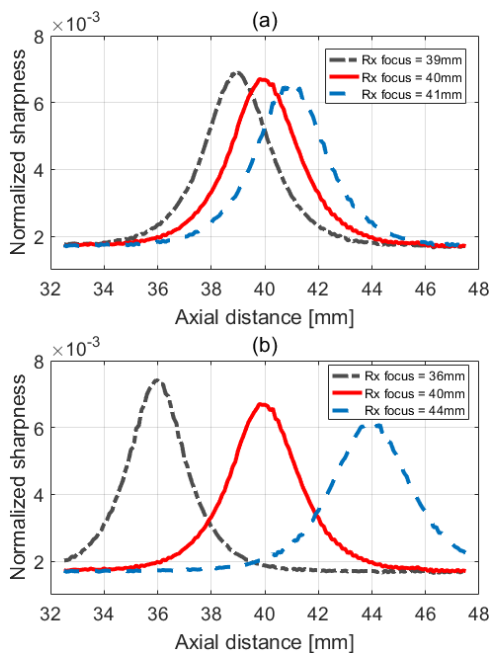 (a)
×10⁻³
Normalized sharpness
8
6
4
2
Rx focus = 39mm
Rx focus = 40mm
Rx focus = 41mm
32 34 36 38 40 42 44 46 48
Axial distance [mm]
(b)
×10⁻³
Normalized sharpness
8
6
4
2
Rx focus = 36mm
Rx focus = 40mm
Rx focus = 44mm
32 34 36 38 40 42 44 46 48
Axial distance [mm]